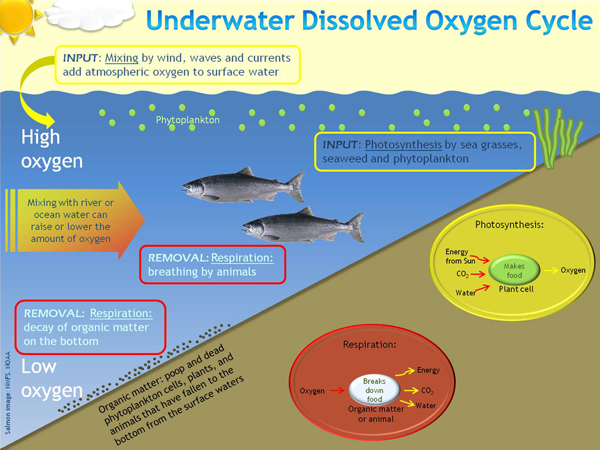 Underwater Dissolved Oxygen Cycle
INPUT: Mixing by wind, waves and currents
add atmospheric oxygen to surface water
Phytoplankton
High
oxygen
INPUT: Photosynthesis by sea grasses,
seaweed and phytoplankton
Mixing with river or
ocean water can
raise or lower the
amount of oxygen
REMOVAL: Respiration:
breathing by animals
Photosynthesis:
Energy
from Sun
CO₂
Water
Makes
food
Plant cell
Oxygen
REMOVAL: Respiration:
decay of organic matter
on the bottom
Low
oxygen
Organic matter: poop and dead
phytoplankton cells, plants, and
animals that have fallen to the
bottom from the surface waters
Respiration:
Oxygen
Breaks
down
food
Organic matter
or animal
Energy
CO₂
Water
Salmon image: NMFS, NOAA